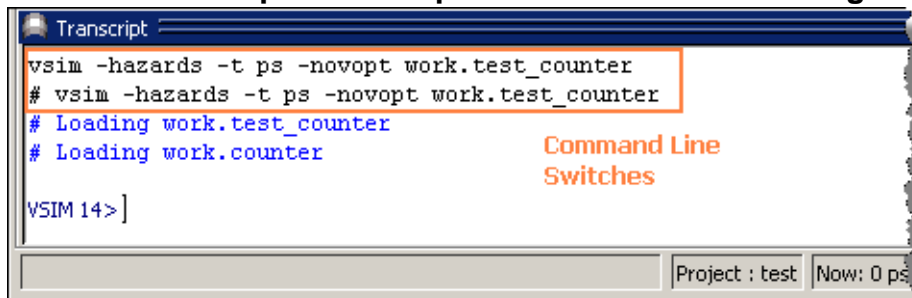 Transcript
vsim -hazards -t ps -novopt work.test_counter
# vsim -hazards -t ps -novopt work.test_counter
# Loading work.test_counter
# Loading work.counter
Command Line
Switches
VSIM 14>
Project : test Now: 0 ps